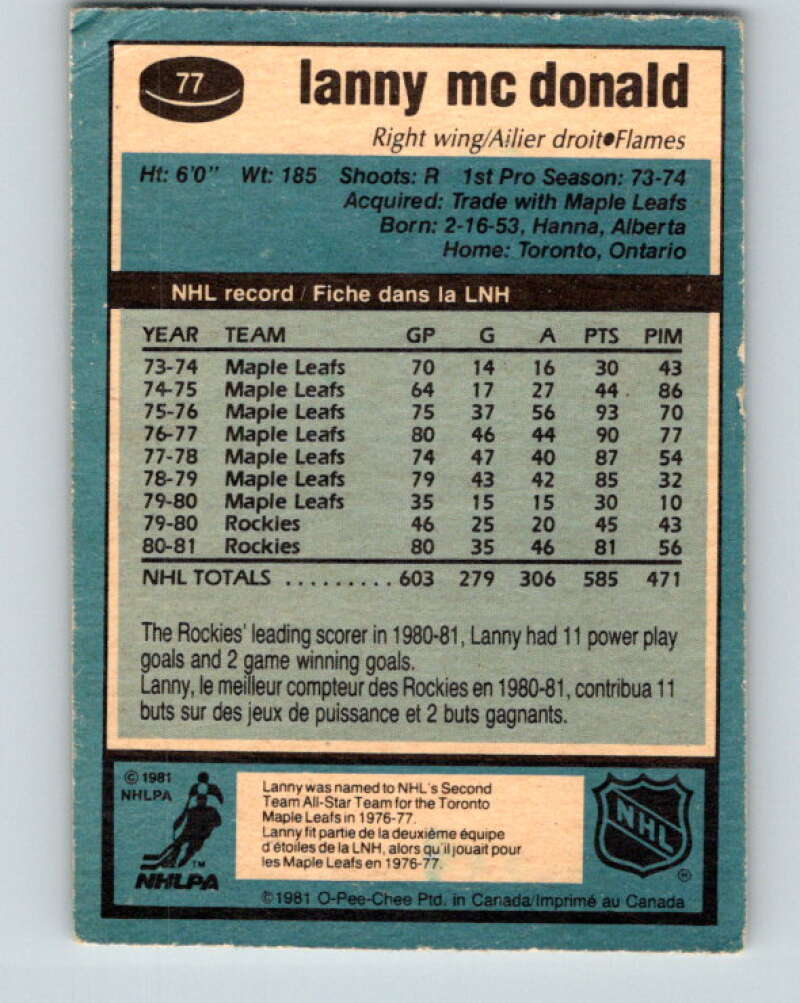 77
lanny mc donald
Right wing/Ailier droit•Flames
Ht: 6'0" Wt: 185 Shoots: R 1st Pro Season: 73-74
Acquired: Trade with Maple Leafs
Born: 2-16-53, Hanna, Alberta
Home: Toronto, Ontario
NHL record / Fiche dans la LNH
YEAR TEAM GP G A PTS PIM
73-74 Maple Leafs 70 14 16 30 43
74-75 Maple Leafs 64 17 27 44 86
75-76 Maple Leafs 75 37 56 93 70
76-77 Maple Leafs 80 46 44 90 77
77-78 Maple Leafs 74 47 40 87 54
78-79 Maple Leafs 79 43 42 85 32
79-80 Maple Leafs 35 15 15 30 10
79-80 Rockies 46 25 20 45 43
80-81 Rockies 80 35 46 81 56
NHL TOTALS .......... 603 279 306 585 471
The Rockies' leading scorer in 1980-81, Lanny had 11 power play
goals and 2 game winning goals.
Lanny, le meilleur compteur des Rockies en 1980-81, contribua 11
buts sur des jeux de puissance et 2 buts gagnants.
© 1981
NHLPA
TM
NHLPA
Lanny was named to NHL's Second
Team All-Star Team for the Toronto
Maple Leafs in 1976-77.
Lanny fit partie de la deuxième équipe
d'étoiles de la LNH, alors qu'il jouait pour
les Maple Leafs en 1976-77.
NHL
®
©1981 O-Pee-Chee Ptd. in Canada/Imprimé au Canada